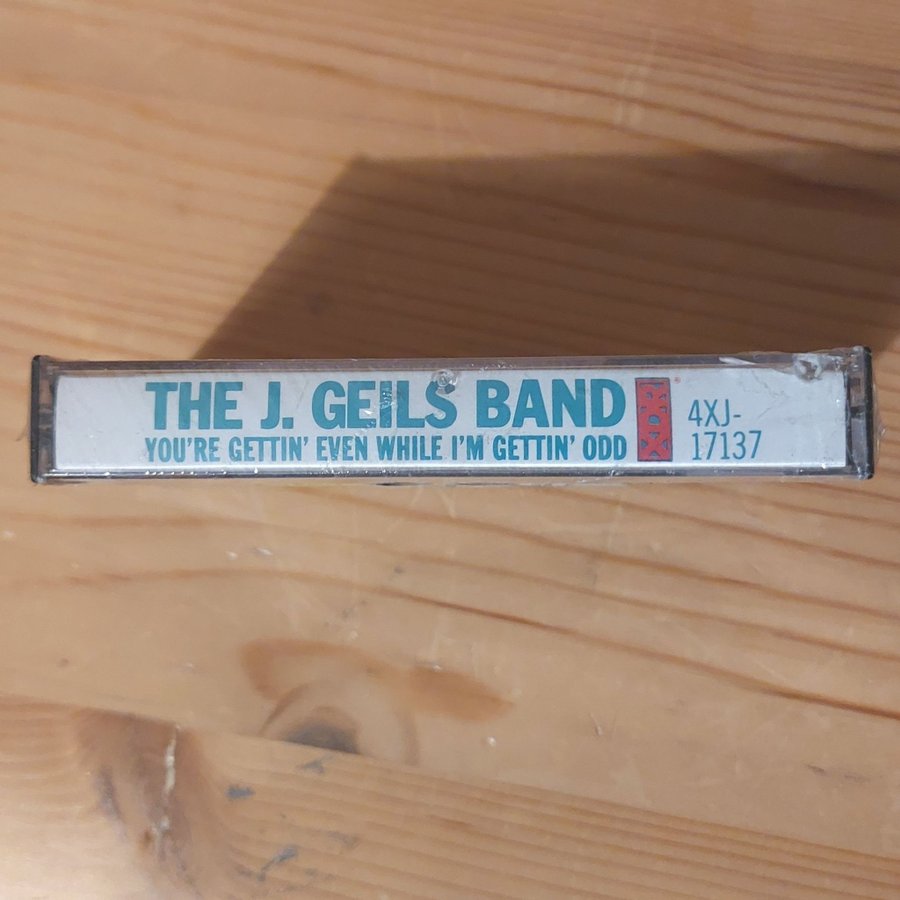 THE J. GEILS BAND
YOU'RE GETTIN' EVEN WHILE I'M GETTIN' ODD
4XJ-
17137